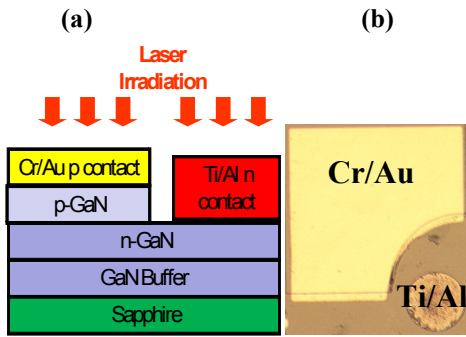 (a)
(b)
Laser
Irradiation
Cr/Au p contact
Ti/Al n
contact
p-GaN
n-GaN
GaN Buffer
Sapphire
Cr/Au
Ti/Al